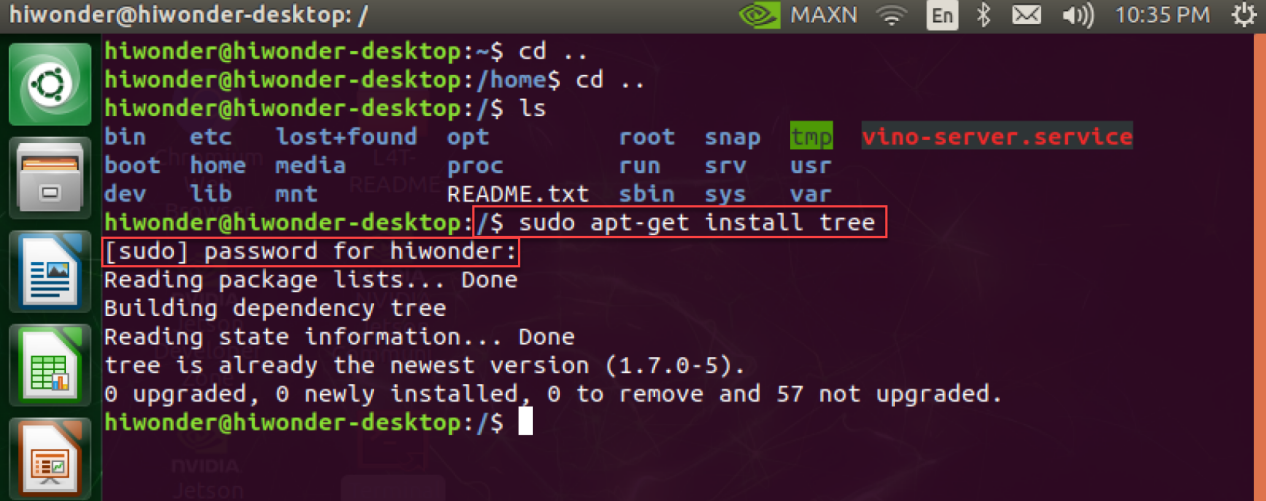 hiwonder@hiwonder-desktop: / MAXN En 10:35 PM
hiwonder@hiwonder-desktop:~$ cd ..
hiwonder@hiwonder-desktop:/home$ cd ..
hiwonder@hiwonder-desktop:/$ ls
bin etc lost+found opt root snap tmp vino-server.service
boot home media proc run srv usr
dev lib mnt README.txt sbin sys var
hiwonder@hiwonder-desktop:/$ sudo apt-get install tree
[sudo] password for hiwonder:
Reading package lists... Done
Building dependency tree
Reading state information... Done
tree is already the newest version (1.7.0-5).
0 upgraded, 0 newly installed, 0 to remove and 57 not upgraded.
hiwonder@hiwonder-desktop:/$
L4T-
README
NVIDIA
Jetson